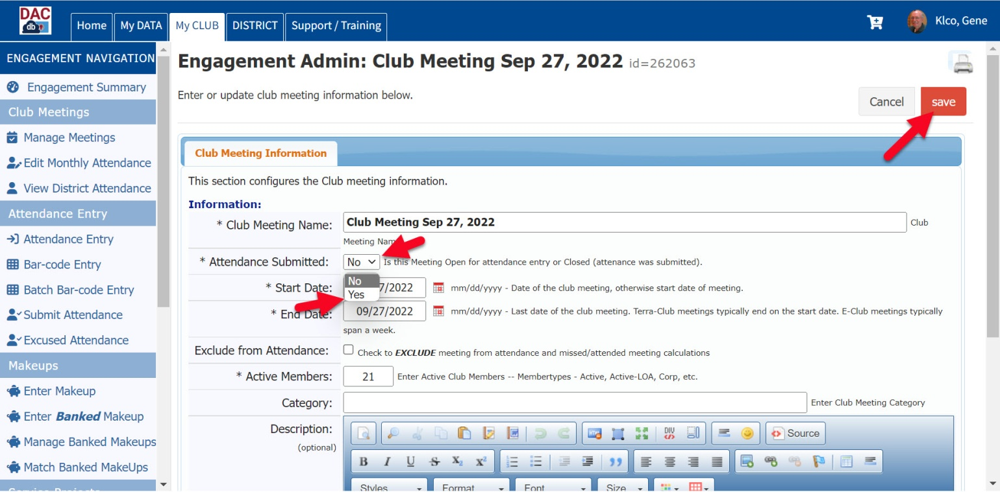 DAC
db
Home
My DATA
My CLUB
DISTRICT
Support / Training
Klco, Gene
ENGAGEMENT NAVIGATION
Engagement Summary
Club Meetings
Manage Meetings
Edit Monthly Attendance
View District Attendance
Attendance Entry
Attendance Entry
Bar-code Entry
Batch Bar-code Entry
Submit Attendance
Excused Attendance
Makeups
Enter Makeup
Enter Banked Makeup
Manage Banked Makeups
Match Banked MakeUps
Engagement Admin: Club Meeting Sep 27, 2022 id=262063
Enter or update club meeting information below.
Cancel
save
Club Meeting Information
This section configures the Club meeting information.
Information:
* Club Meeting Name: Club Meeting Sep 27, 2022 Club
Meeting Nam
* Attendance Submitted: No Is this Meeting Open for attendance entry or Closed (attenance was submitted).
No
Yes
* Start Date: 7/2022 mm/dd/yyyy - Date of the club meeting, otherwise start date of meeting.
* End Date: 09/27/2022 mm/dd/yyyy - Last date of the club meeting. Terra-Club meetings typically end on the start date. E-Club meetings typically
span a week.
Exclude from Attendance: Check to EXCLUDE meeting from attendance and missed/attended meeting calculations
* Active Members: 21 Enter Active Club Members -- Membertypes - Active, Active-LOA, Corp, etc.
Category: Enter Club Meeting Category
Description:
(optional)
DIV
Source
B I U S X₂ X²
Styles Format Font Size